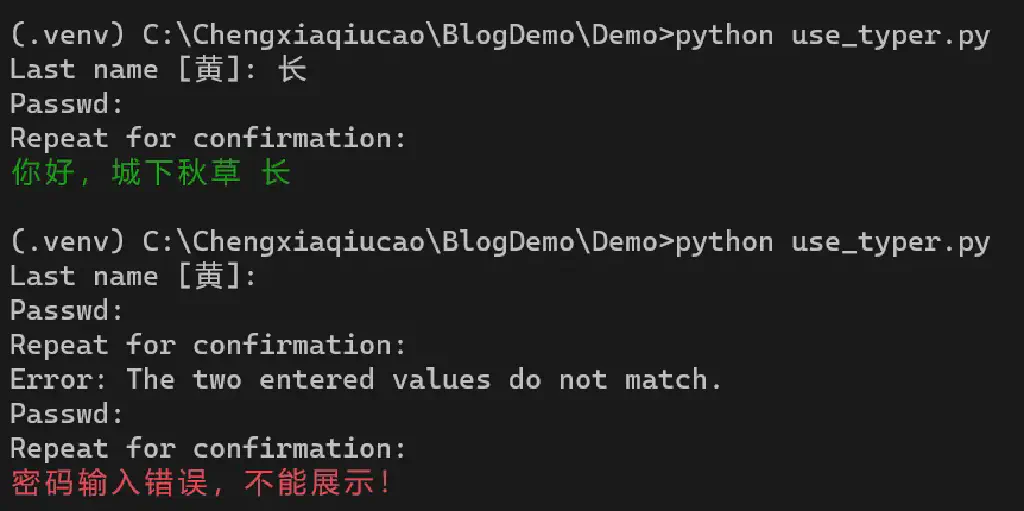 (.venv) C:\Chengxiaqiucao\BlogDemo\Demo>python use_typer.py
Last name [黄]: 长
Passwd:
Repeat for confirmation:
你好，城下秋草 长
(.venv) C:\Chengxiaqiucao\BlogDemo\Demo>python use_typer.py
Last name [黄]:
Passwd:
Repeat for confirmation:
Error: The two entered values do not match.
Passwd:
Repeat for confirmation:
密码输入错误，不能展示！